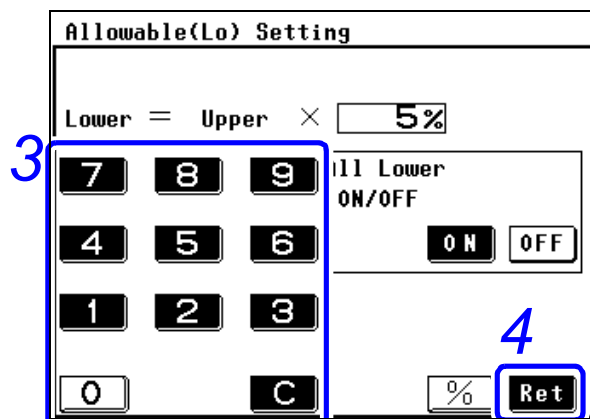 Allowable(Lo) Setting
Lower = Upper × 5%
3
7 8 9
ll Lower
ON/OFF
4 5 6
ON OFF
1 2 3
4
0 C % Ret